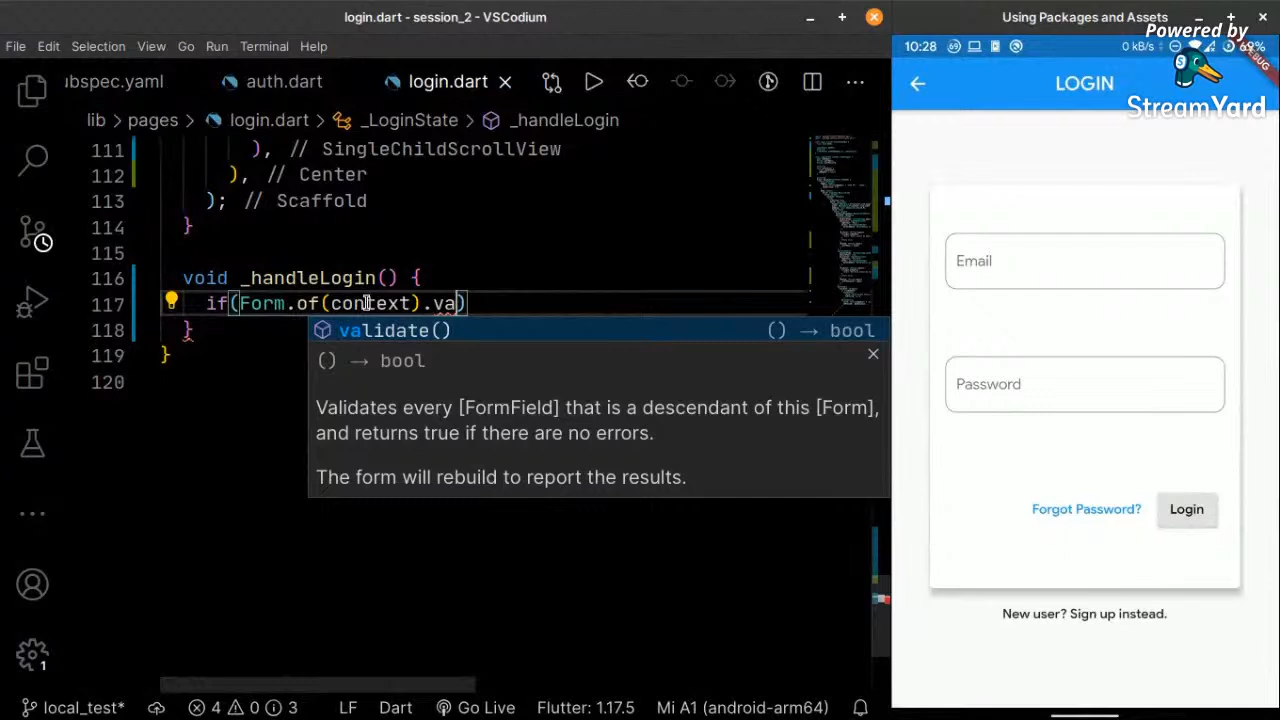 login.dart - session_2 - VSCodium
File Edit Selection View Go Run Terminal Help
ıbspec.yaml auth.dart login.dart
lib › pages › login.dart › _LoginState › _handleLogin
111 ), // SingleChildScrollView
112 ), // Center
113 ); // Scaffold
114 }
115
116 void _handleLogin() {
117 if(Form.of(context).va)
118 }
119 }
120
validate() () → bool
() → bool
Validates every [FormField] that is a descendant of this [Form],
and returns true if there are no errors.
The form will rebuild to report the results.
1
local_test* 4 0 3 LF Dart Go Live Flutter: 1.17.5 Mi A1 (android-arm64)
Using Packages and Assets
Powered by
StreamYard
10:28 69 0 kB/s 69%
DEBUG
LOGIN
Email
Password
Forgot Password? Login
New user? Sign up instead.